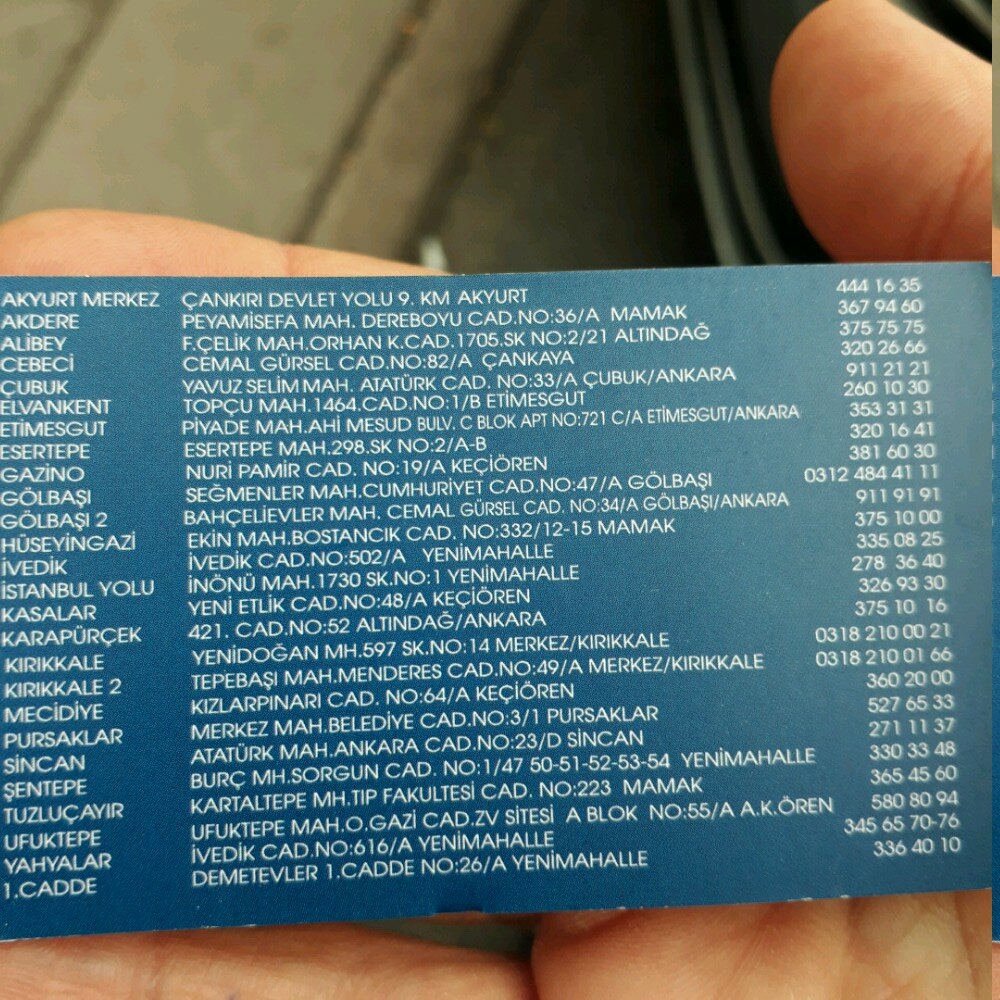 AKYURT MERKEZ ÇANKIRI DEVLET YOLU 9. KM AKYURT 444 16 35
AKDERE PEYAMİSEFA MAH. DEREBOYU CAD.NO:36/A MAMAK 367 94 60
ALİBEY F.ÇELİK MAH.ORHAN K.CAD.1705.SK NO:2/21 ALTINDAĞ 375 75 75
CEBECİ CEMAL GÜRSEL CAD.NO:82/A ÇANKAYA 320 26 66
ÇUBUK YAVUZ SELİM MAH. ATATÜRK CAD. NO:33/A ÇUBUK/ANKARA 911 21 21
ELVANKENT TOPÇU MAH.1464.CAD.NO:1/B ETİMESGUT 260 10 30
ETİMESGUT PİYADE MAH.AHİ MESUD BULV. C BLOK APT NO:721 C/A ETİMESGUT/ANKARA 353 31 31
ESERTEPE ESERTEPE MAH.298.SK NO:2/A-B 320 16 41
GAZİNO NURİ PAMİR CAD. NO:19/A KEÇİÖREN 381 60 30
GÖLBAŞI SEĞMENLER MAH.CUMHURİYET CAD.NO:47/A GÖLBAŞI 0312 484 41 11
GÖLBAŞI 2 BAHÇELİEVLER MAH. CEMAL GÜRSEL CAD. NO:34/A GÖLBAŞI/ANKARA 911 91 91
HÜSEYİNGAZİ EKİN MAH.BOSTANCIK CAD. NO:332/12-15 MAMAK 375 10 00
İVEDİK İVEDİK CAD.NO:502/A YENİMAHALLE 335 08 25
İSTANBUL YOLU İNÖNÜ MAH.1730 SK.NO:1 YENİMAHALLE 278 36 40
KASALAR YENİ ETLİK CAD.NO:48/A KEÇİÖREN 326 93 30
KARAPÜRÇEK 421. CAD.NO:52 ALTINDAĞ/ANKARA 375 10 16
KIRIKKALE YENİDOĞAN MH.597 SK.NO:14 MERKEZ/KIRIKKALE 0318 210 00 21
KIRIKKALE 2 TEPEBAŞI MAH.MENDERES CAD.NO:49/A MERKEZ/KIRIKKALE 0318 210 01 66
MECİDİYE KIZLARPINARI CAD. NO:64/A KEÇİÖREN 360 20 00
PURSAKLAR MERKEZ MAH.BELEDİYE CAD.NO:3/1 PURSAKLAR 527 65 33
SİNCAN ATATÜRK MAH.ANKARA CAD.NO:23/D SİNCAN 271 11 37
ŞENTEPE BURÇ MH.SORGUN CAD. NO:1/47 50-51-52-53-54 YENİMAHALLE 330 33 48
TUZLUÇAYIR KARTALTEPE MH.TIP FAKULTESİ CAD. NO:223 MAMAK 365 45 60
UFUKTEPE UFUKTEPE MAH.O.GAZİ CAD.ZV SİTESİ A BLOK NO:55/A A.K.ÖREN 580 80 94
YAHYALAR İVEDİK CAD.NO:616/A YENİMAHALLE 345 65 70-76
1.CADDE DEMETEVLER 1.CADDE NO:26/A YENİMAHALLE 336 40 10